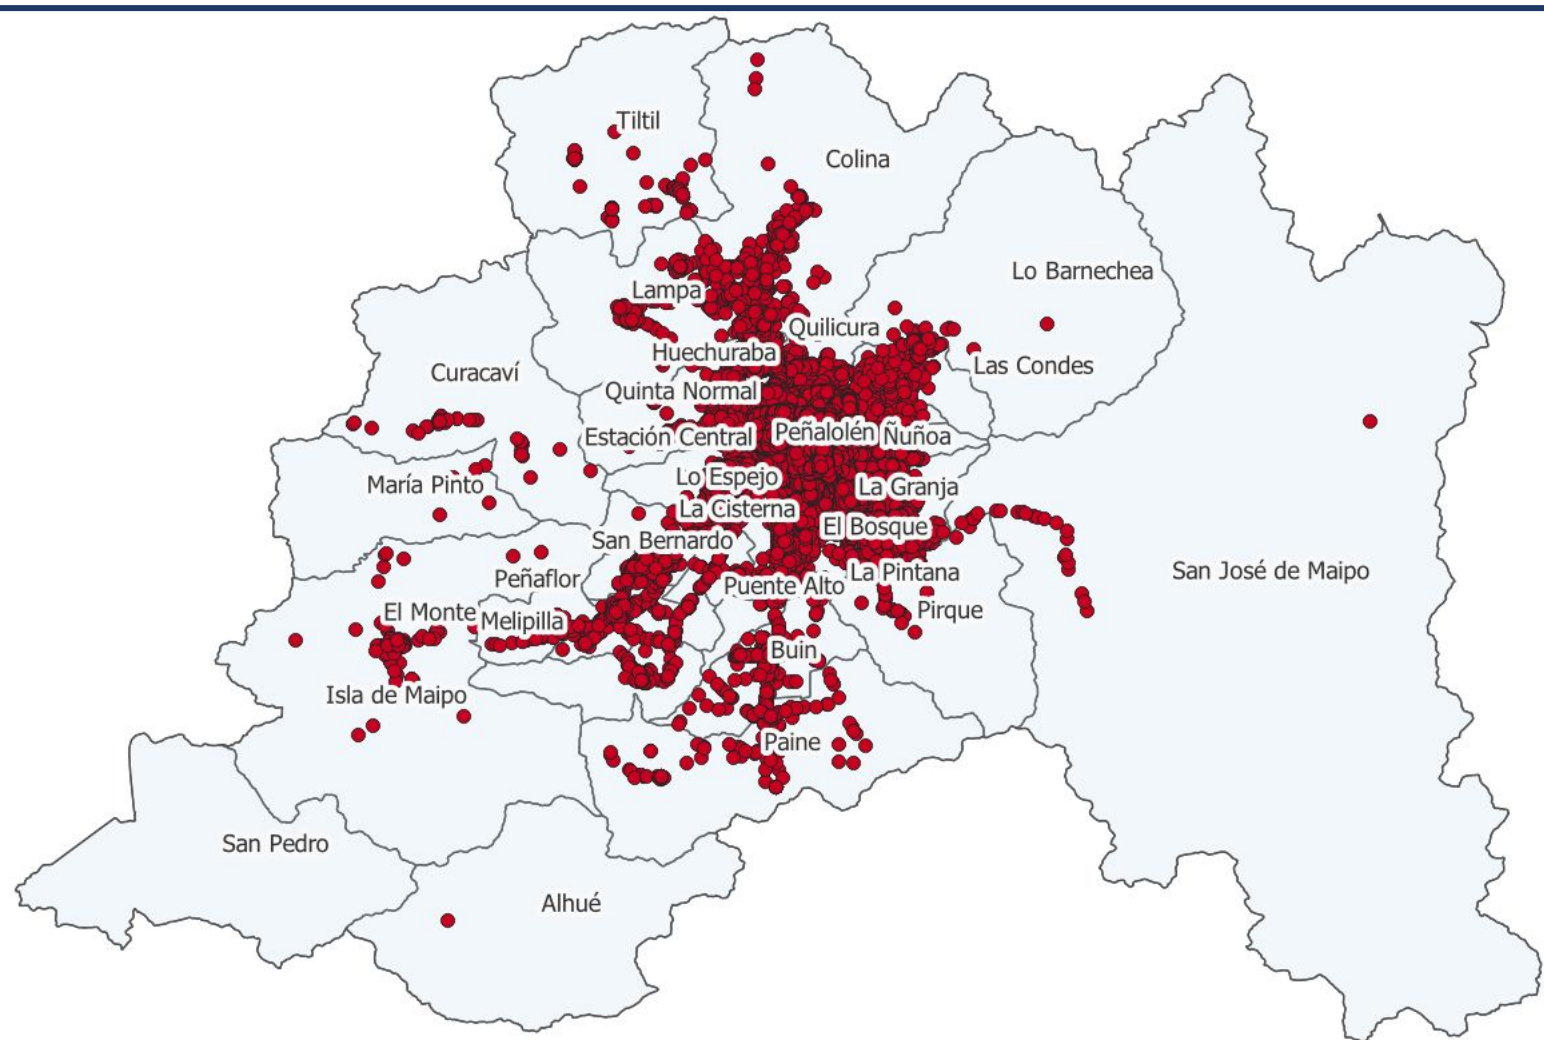 Tiltil
Colina
Lo Barnechea
Lampa
Quilicura
Huechuraba
Las Condes
Curacaví
Quinta Normal
Estación Central
Peñalolén
Ñuñoa
Lo Espejo
María Pinto
La Granja
La Cisterna
El Bosque
San Bernardo
San José de Maipo
La Pintana
Peñaflor
Puente Alto
El Monte
Pirque
Melipilla
Buin
Isla de Maipo
Paine
San Pedro
Alhué